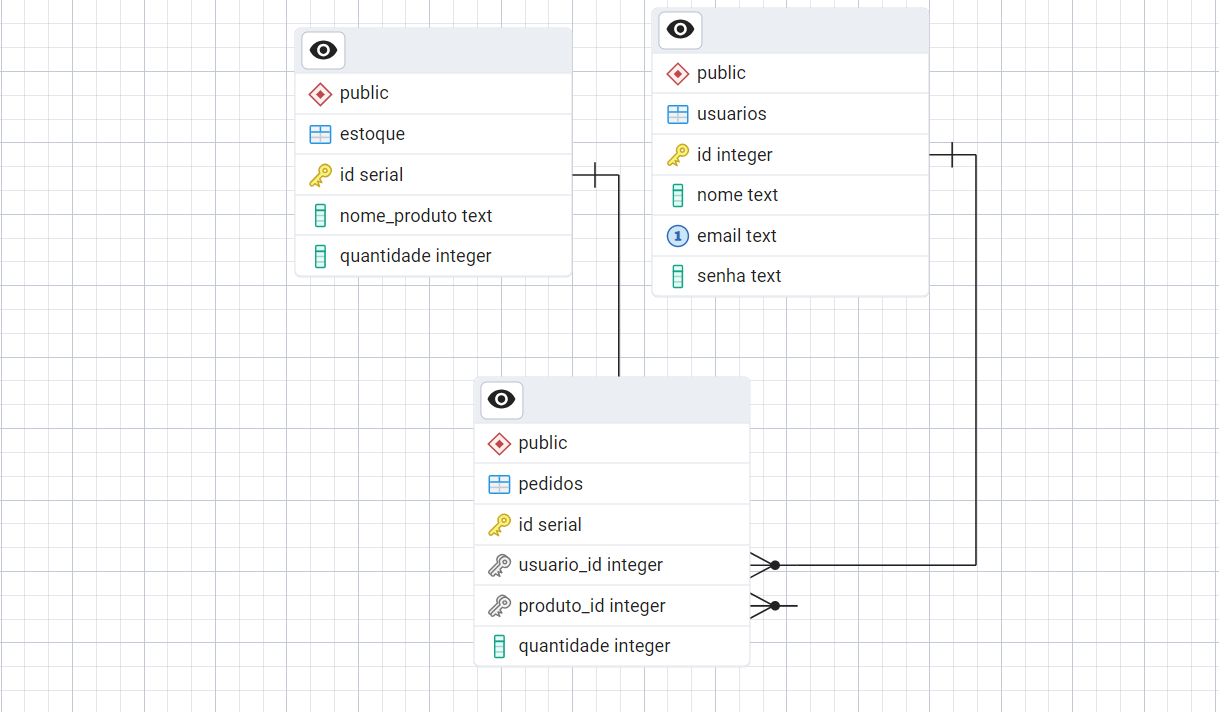 public
estoque
id serial
nome_produto text
quantidade integer
public
usuarios
id integer
nome text
1 email text
senha text
public
pedidos
id serial
usuario_id integer
produto_id integer
quantidade integer